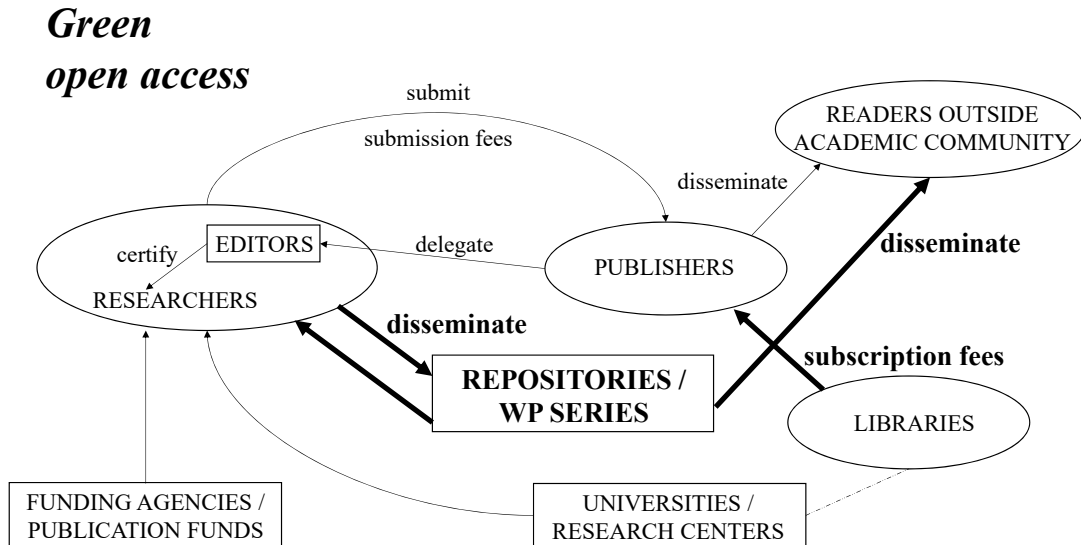 Green
open access
submit
submission fees
READERS OUTSIDE
ACADEMIC COMMUNITY
disseminate
disseminate
EDITORS
certify
delegate
PUBLISHERS
RESEARCHERS
disseminate
REPOSITORIES /
WP SERIES
subscription fees
LIBRARIES
FUNDING AGENCIES /
PUBLICATION FUNDS
UNIVERSITIES /
RESEARCH CENTERS